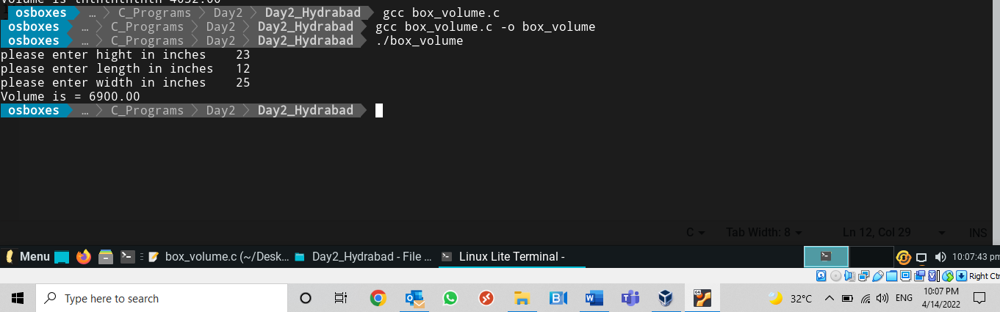 Volume is thththththth 4032.00
osboxes … C_Programs Day2 Day2_Hydrabad gcc box_volume.c
osboxes … C_Programs Day2 Day2_Hydrabad gcc box_volume.c -o box_volume
osboxes … C_Programs Day2 Day2_Hydrabad ./box_volume
please enter hight in inches 23
please enter length in inches 12
please enter width in inches 25
Volume is = 6900.00
osboxes … C_Programs Day2 Day2_Hydrabad
C Tab Width: 8 Ln 12, Col 29 INS
Menu box_volume.c (~/Desk... Day2_Hydrabad - File ... Linux Lite Terminal - 10:07:43 pm
Right Ctr
Type here to search 32°C ENG 10:07 PM
4/14/2022